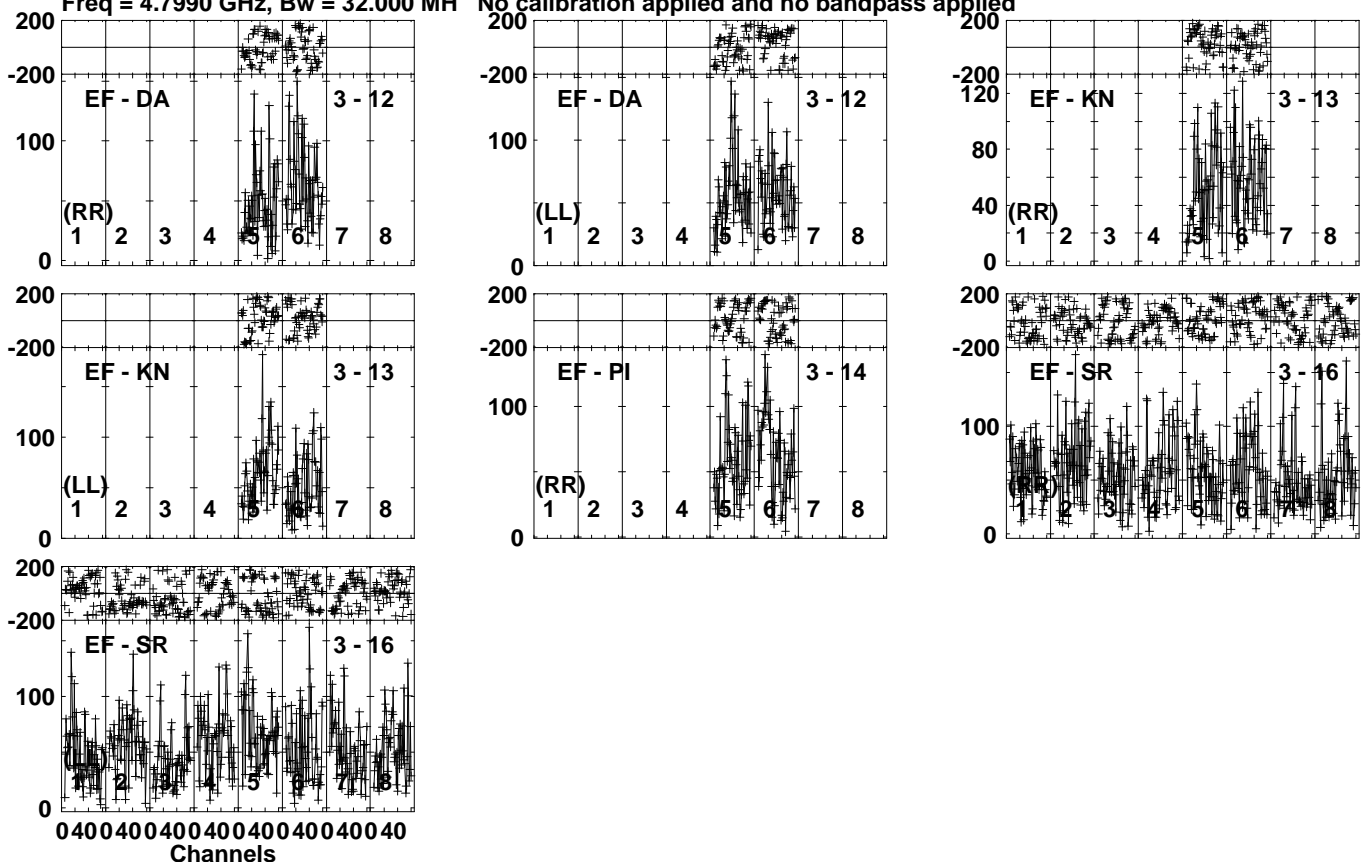 Freq = 4.7990 GHz, Bw = 32.000 MH No calibration applied and no bandpass applied
200
-200
EF - DA 3 - 12
100
(RR)
1 2 3 4 5 6 7 8
0
EF - DA 3 - 12
100
(LL)
1 2 3 4 5 6 7 8
0
200
-200
120
EF - KN 3 - 13
80
40
(RR)
1 2 3 4 5 6 7 8
0
200
-200
EF - KN 3 - 13
100
(LL)
1 2 3 4 5 6 7 8
0
EF - PI 3 - 14
100
(RR)
1 2 3 4 5 6 7 8
0
200
-200
EF - SR 3 - 16
100
(RR)
1 2 3 4 5 6 7 8
0
200
-200
EF - SR 3 - 16
100
(LL)
1 2 3 4 5 6 7 8
0
0 40 0 40 0 40 0 40 0 40 0 40 0 40 0 40
Channels